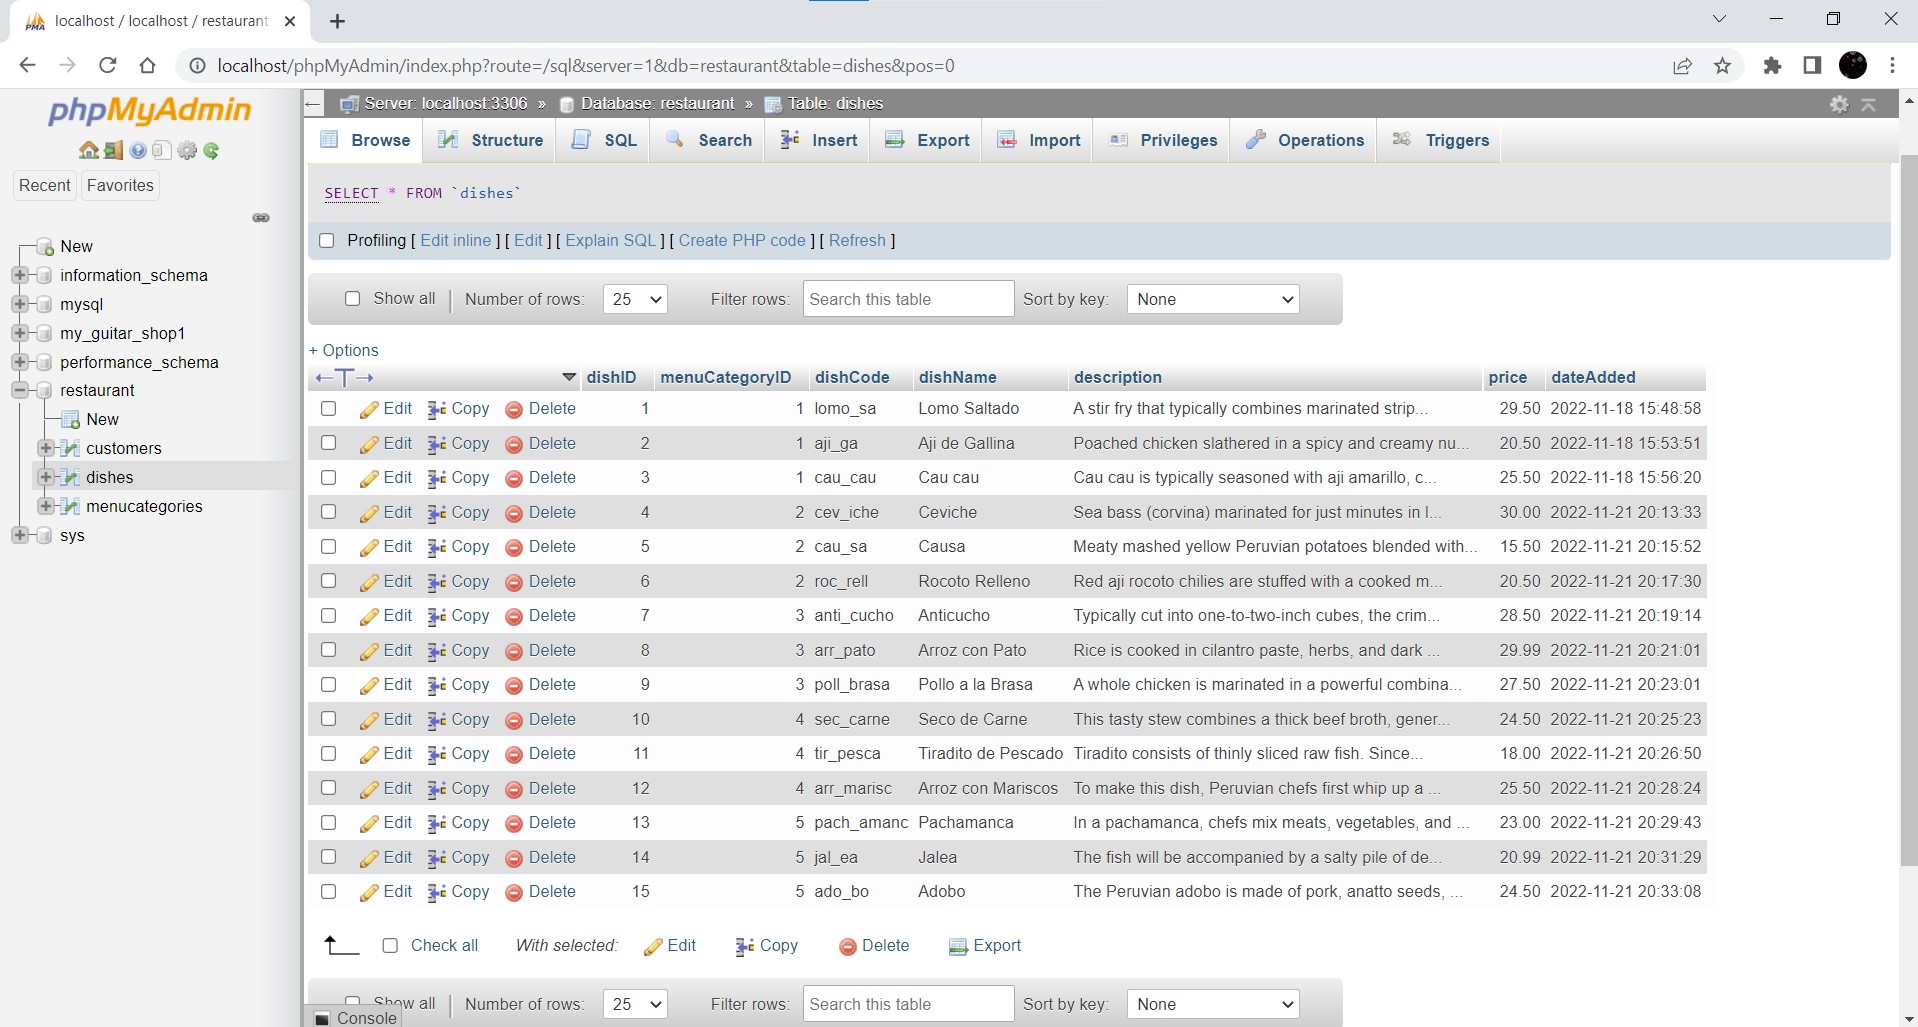 localhost / localhost / restaurant
localhost/phpMyAdmin/index.php?route=/sql&server=1&db=restaurant&table=dishes&pos=0
phpMyAdmin
Recent Favorites
New
information_schema
mysql
my_guitar_shop1
performance_schema
restaurant
New
customers
dishes
menucategories
sys
Server: localhost:3306 » Database: restaurant » Table: dishes
Browse Structure SQL Search Insert Export Import Privileges Operations Triggers
SELECT * FROM `dishes`
Profiling [ Edit inline ] [ Edit ] [ Explain SQL ] [ Create PHP code ] [ Refresh ]
Show all | Number of rows: 25 Filter rows: Search this table Sort by key: None
+ Options
←T→ dishID menuCategoryID dishCode dishName description price dateAdded
Edit Copy Delete 1 1 lomo_sa Lomo Saltado A stir fry that typically combines marinated strip... 29.50 2022-11-18 15:48:58
Edit Copy Delete 2 1 aji_ga Aji de Gallina Poached chicken slathered in a spicy and creamy nu... 20.50 2022-11-18 15:53:51
Edit Copy Delete 3 1 cau_cau Cau cau Cau cau is typically seasoned with aji amarillo, c... 25.50 2022-11-18 15:56:20
Edit Copy Delete 4 2 cev_iche Ceviche Sea bass (corvina) marinated for just minutes in l... 30.00 2022-11-21 20:13:33
Edit Copy Delete 5 2 cau_sa Causa Meaty mashed yellow Peruvian potatoes blended with... 15.50 2022-11-21 20:15:52
Edit Copy Delete 6 2 roc_rell Rocoto Relleno Red aji rocoto chilies are stuffed with a cooked m... 20.50 2022-11-21 20:17:30
Edit Copy Delete 7 3 anti_cucho Anticucho Typically cut into one-to-two-inch cubes, the crim... 28.50 2022-11-21 20:19:14
Edit Copy Delete 8 3 arr_pato Arroz con Pato Rice is cooked in cilantro paste, herbs, and dark ... 29.99 2022-11-21 20:21:01
Edit Copy Delete 9 3 poll_brasa Pollo a la Brasa A whole chicken is marinated in a powerful combina... 27.50 2022-11-21 20:23:01
Edit Copy Delete 10 4 sec_carne Seco de Carne This tasty stew combines a thick beef broth, gener... 24.50 2022-11-21 20:25:23
Edit Copy Delete 11 4 tir_pesca Tiradito de Pescado Tiradito consists of thinly sliced raw fish. Since... 18.00 2022-11-21 20:26:50
Edit Copy Delete 12 4 arr_marisc Arroz con Mariscos To make this dish, Peruvian chefs first whip up a ... 25.50 2022-11-21 20:28:24
Edit Copy Delete 13 5 pach_amanc Pachamanca In a pachamanca, chefs mix meats, vegetables, and ... 23.00 2022-11-21 20:29:43
Edit Copy Delete 14 5 jal_ea Jalea The fish will be accompanied by a salty pile of de... 20.99 2022-11-21 20:31:29
Edit Copy Delete 15 5 ado_bo Adobo The Peruvian adobo is made of pork, anatto seeds, ... 24.50 2022-11-21 20:33:08
Check all With selected: Edit Copy Delete Export
Show all | Number of rows: 25 Filter rows: Search this table Sort by key: None
Console